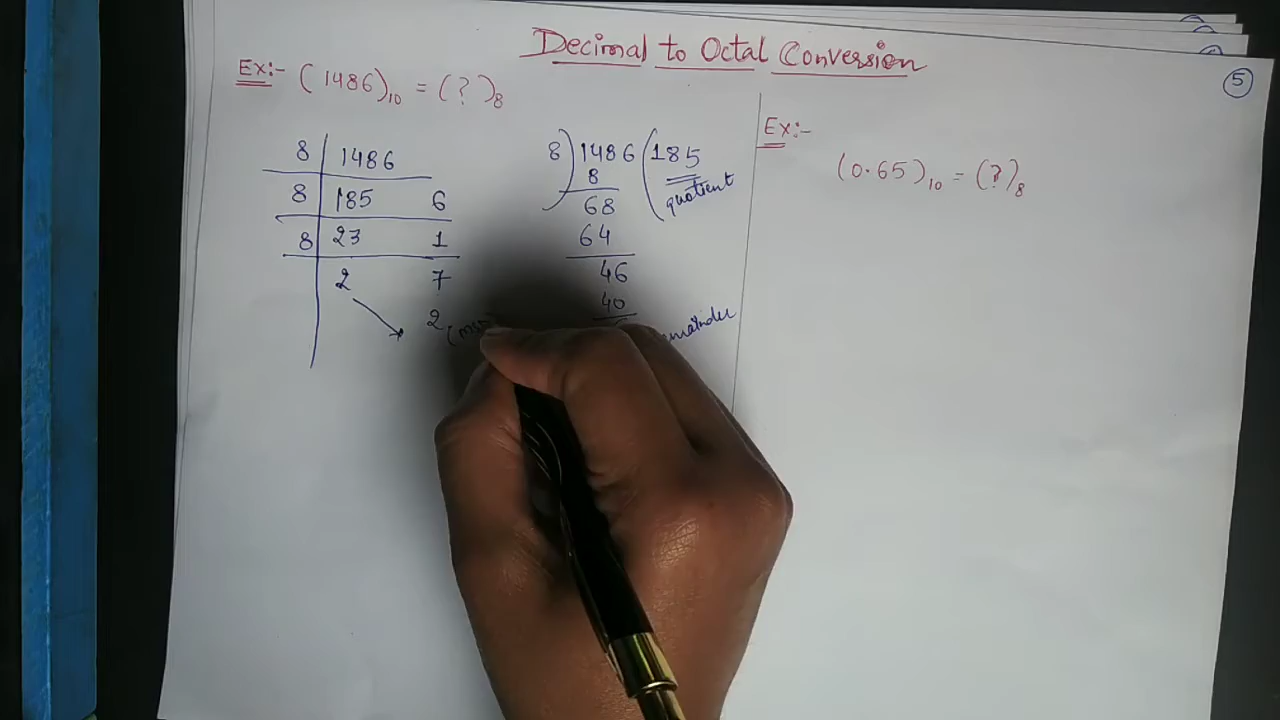 Decimal to Octal Conversion
5
Ex:- (1486)10 = (?)8
8 1486
8 185 6
8 23 1
2 7
2
8)1486(185
8
quotient
68
64
46
40
Ex:-
(0.65)10 = (?)8